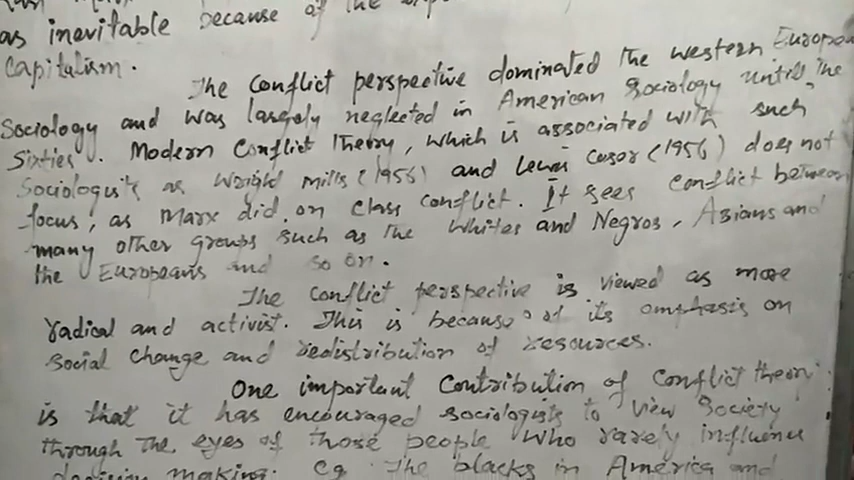 as inevitable because of the
Capitalism.
The Conflict perspective dominated the western European
Sociology and was largely neglected in American Sociology until the
Sixties. Modern Conflict Theory, which is associated with such
Sociologists as Wright mills (1956) and Lewis Coser (1956) does not
focus, as Marx did, on class conflict. It sees conflict between
many other groups such as the whites and Negros, Asians and
the Europeans and so on.
The conflict perspective is viewed as more
radical and activist. This is because of its emphasis on
social change and redistribution of resources.
One important Contribution of Conflict theory
is that it has encouraged sociologists to view Society
through the eyes of those people who rarely influence
decision making. eg. The blacks in America and